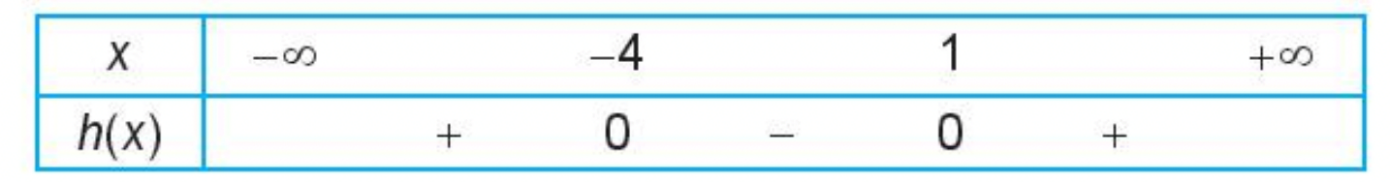 x −∞ −4 1 +∞
h(x) + 0 − 0 +